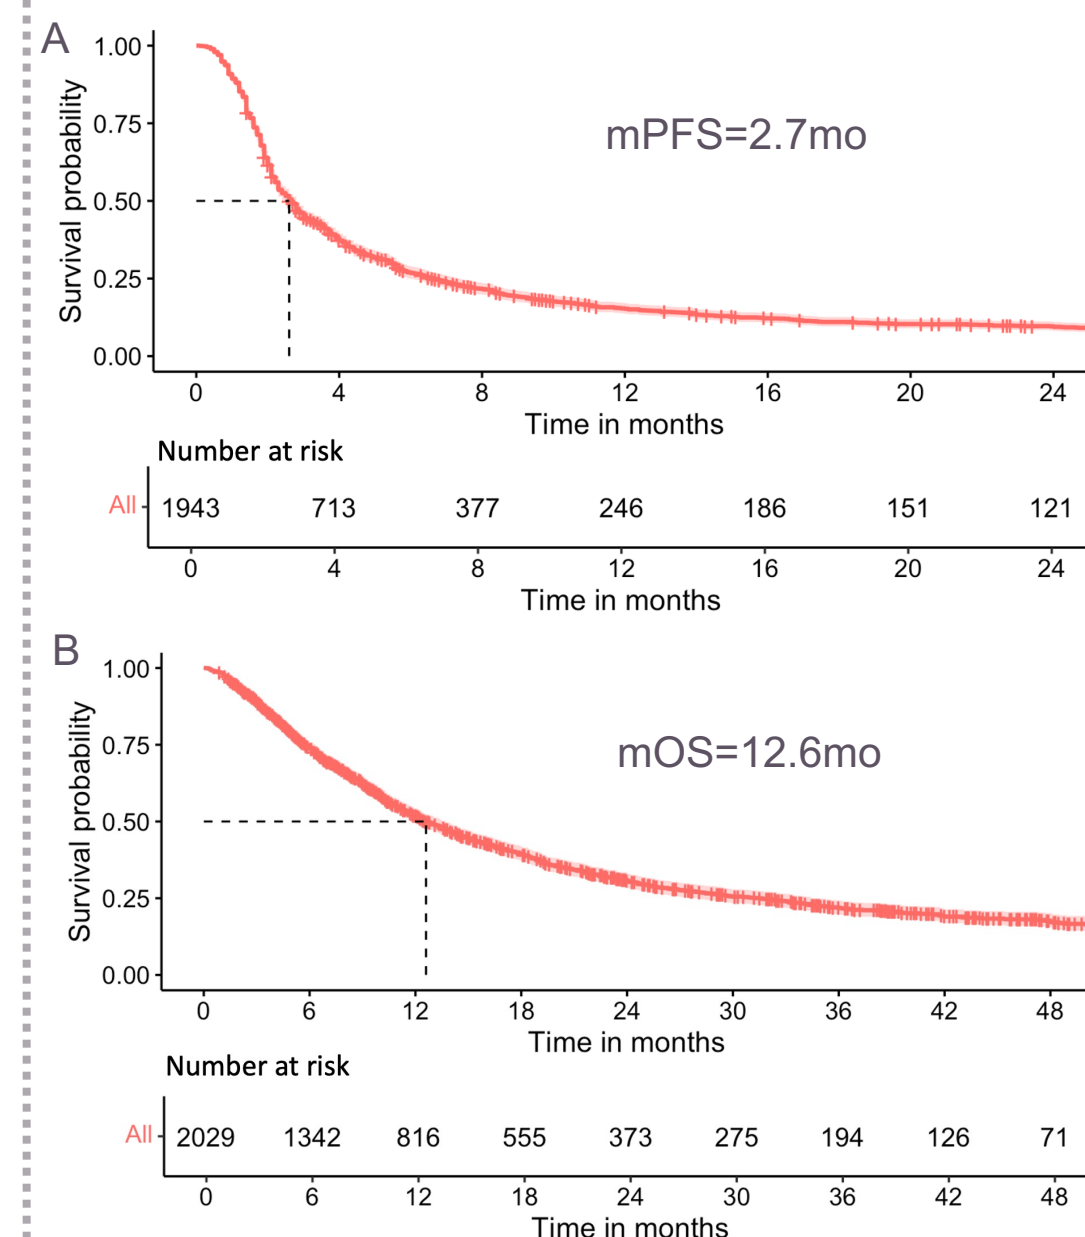 A
Survival probability
1.00
0.75
0.50
0.25
0.00
mPFS=2.7mo
0 4 8 12 16 20 24
Time in months
Number at risk
All 1943 713 377 246 186 151 121
0 4 8 12 16 20 24
Time in months
B
Survival probability
1.00
0.75
0.50
0.25
0.00
mOS=12.6mo
0 6 12 18 24 30 36 42 48
Time in months
Number at risk
All 2029 1342 816 555 373 275 194 126 71
0 6 12 18 24 30 36 42 48
Time in months